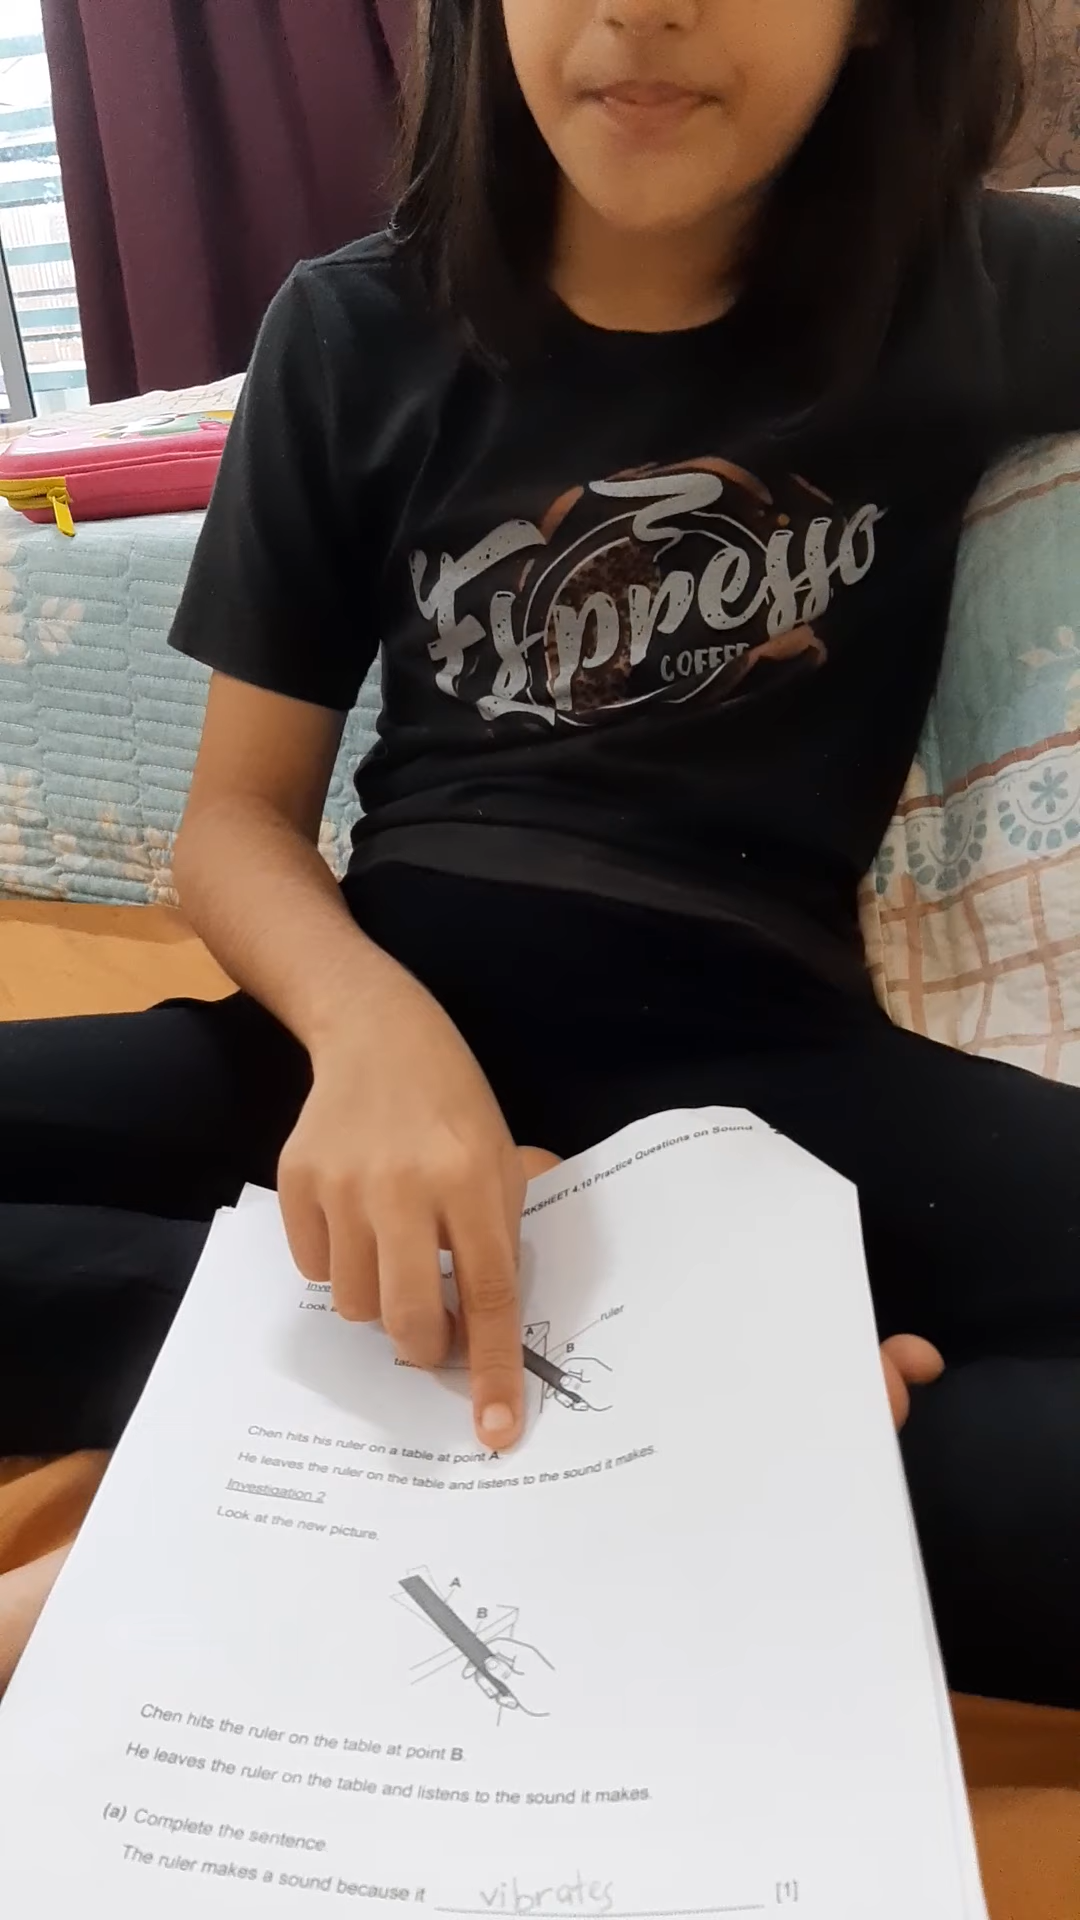 Espresso
COFFEE
WORKSHEET 4.10 Practice Questions on Sound
Look
ruler
A
B
Chen hits his ruler on a table at point A.
He leaves the ruler on the table and listens to the sound it makes.
Investigation 2
Look at the new picture.
A
B
Chen hits the ruler on the table at point B.
He leaves the ruler on the table and listens to the sound it makes.
(a) Complete the sentence.
The ruler makes a sound because it vibrates [1]